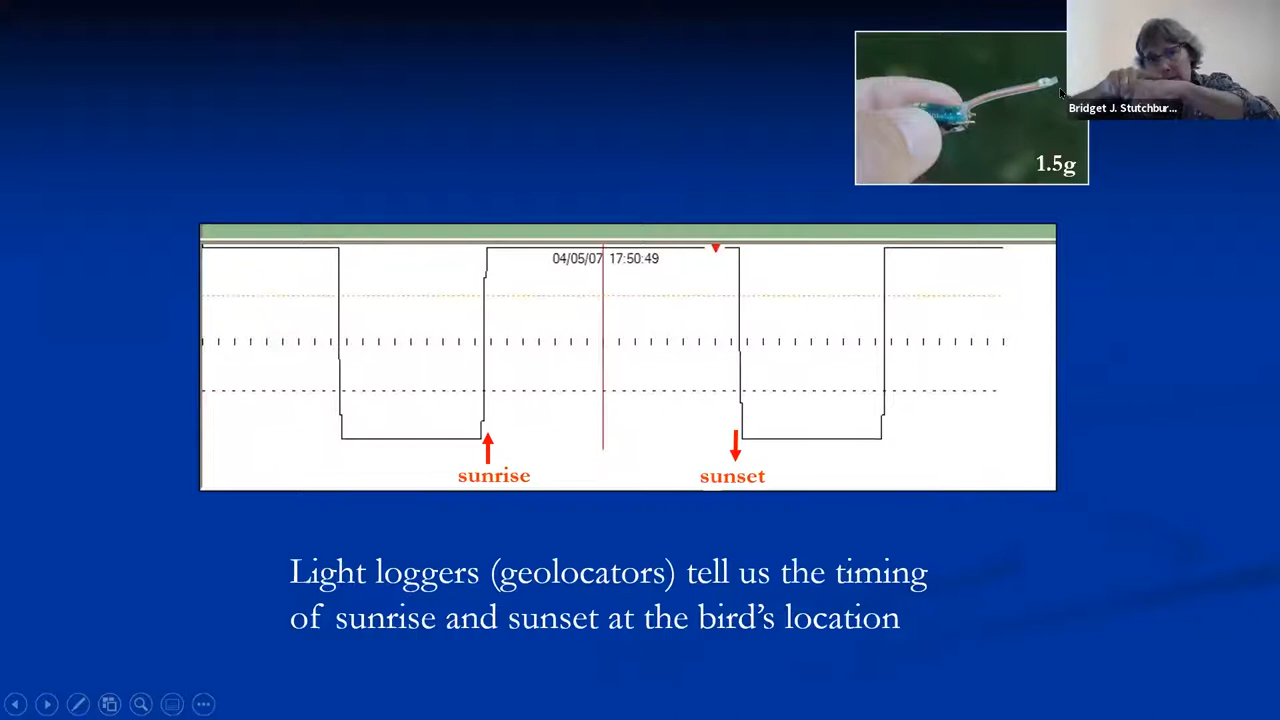 Bridget J. Stutchbur...
1.5g
04/05/07 17:50:49
sunrise
sunset
Light loggers (geolocators) tell us the timing
of sunrise and sunset at the bird’s location